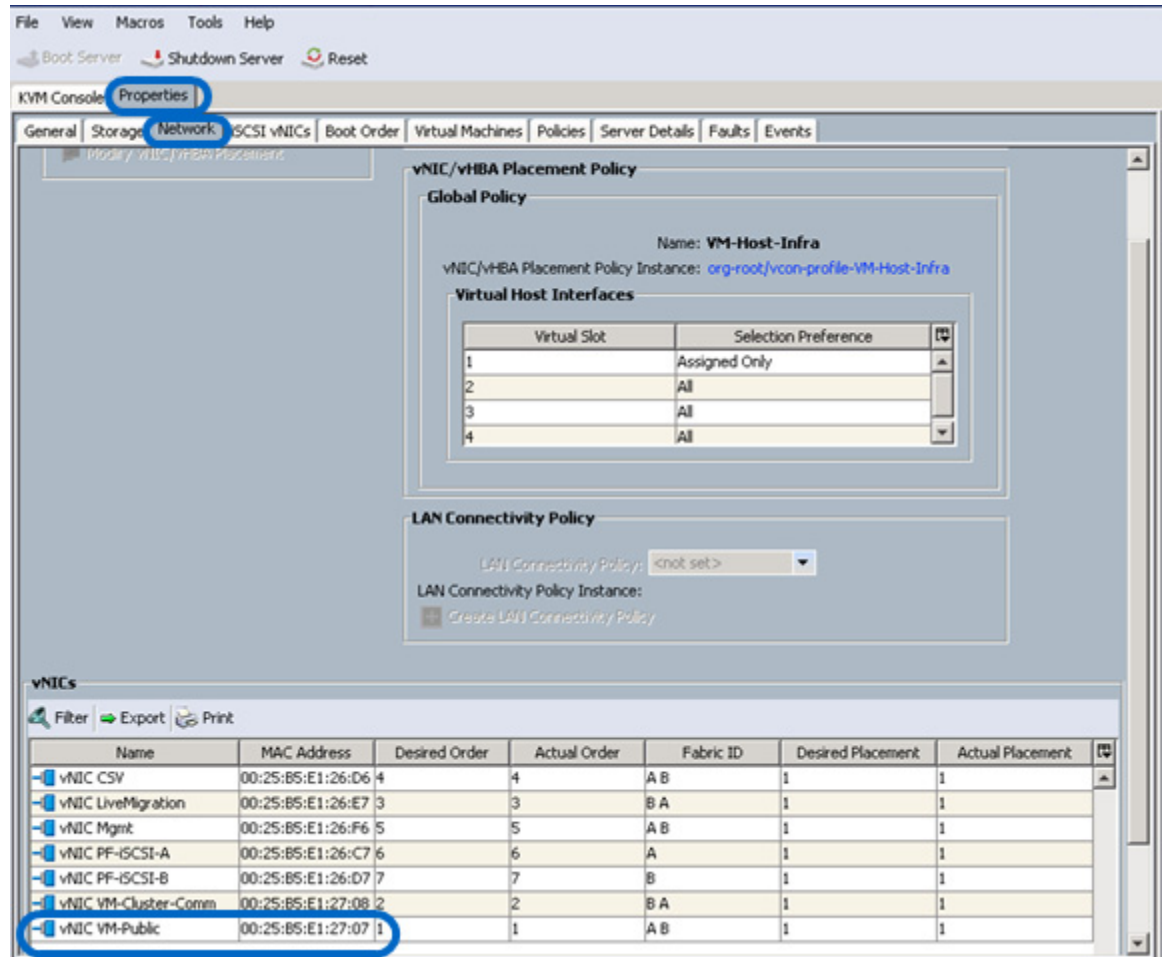 File View Macros Tools Help
Boot Server Shutdown Server Reset
KVM Console Properties
General Storage Network iSCSI vNICs Boot Order Virtual Machines Policies Server Details Faults Events
Modify vNIC/vHBA Placement
vNIC/vHBA Placement Policy
Global Policy
Name: VM-Host-Infra
vNIC/vHBA Placement Policy Instance: org-root/vcon-profile-VM-Host-Infra
Virtual Host Interfaces
Virtual Slot Selection Preference
1 Assigned Only
2 All
3 All
4 All
LAN Connectivity Policy
LAN Connectivity Policy: <not set>
LAN Connectivity Policy Instance:
Create LAN Connectivity Policy
vNICs
Filter Export Print
Name MAC Address Desired Order Actual Order Fabric ID Desired Placement Actual Placement
vNIC CSV 00:25:B5:E1:26:D6 4 4 A B 1 1
vNIC LiveMigration 00:25:B5:E1:26:E7 3 3 B A 1 1
vNIC Mgmt 00:25:B5:E1:26:F6 5 5 A B 1 1
vNIC PF-iSCSI-A 00:25:B5:E1:26:C7 6 6 A 1 1
vNIC PF-iSCSI-B 00:25:B5:E1:26:D7 7 7 B 1 1
vNIC VM-Cluster-Comm 00:25:B5:E1:27:08 2 2 B A 1 1
vNIC VM-Public 00:25:B5:E1:27:07 1 1 A B 1 1